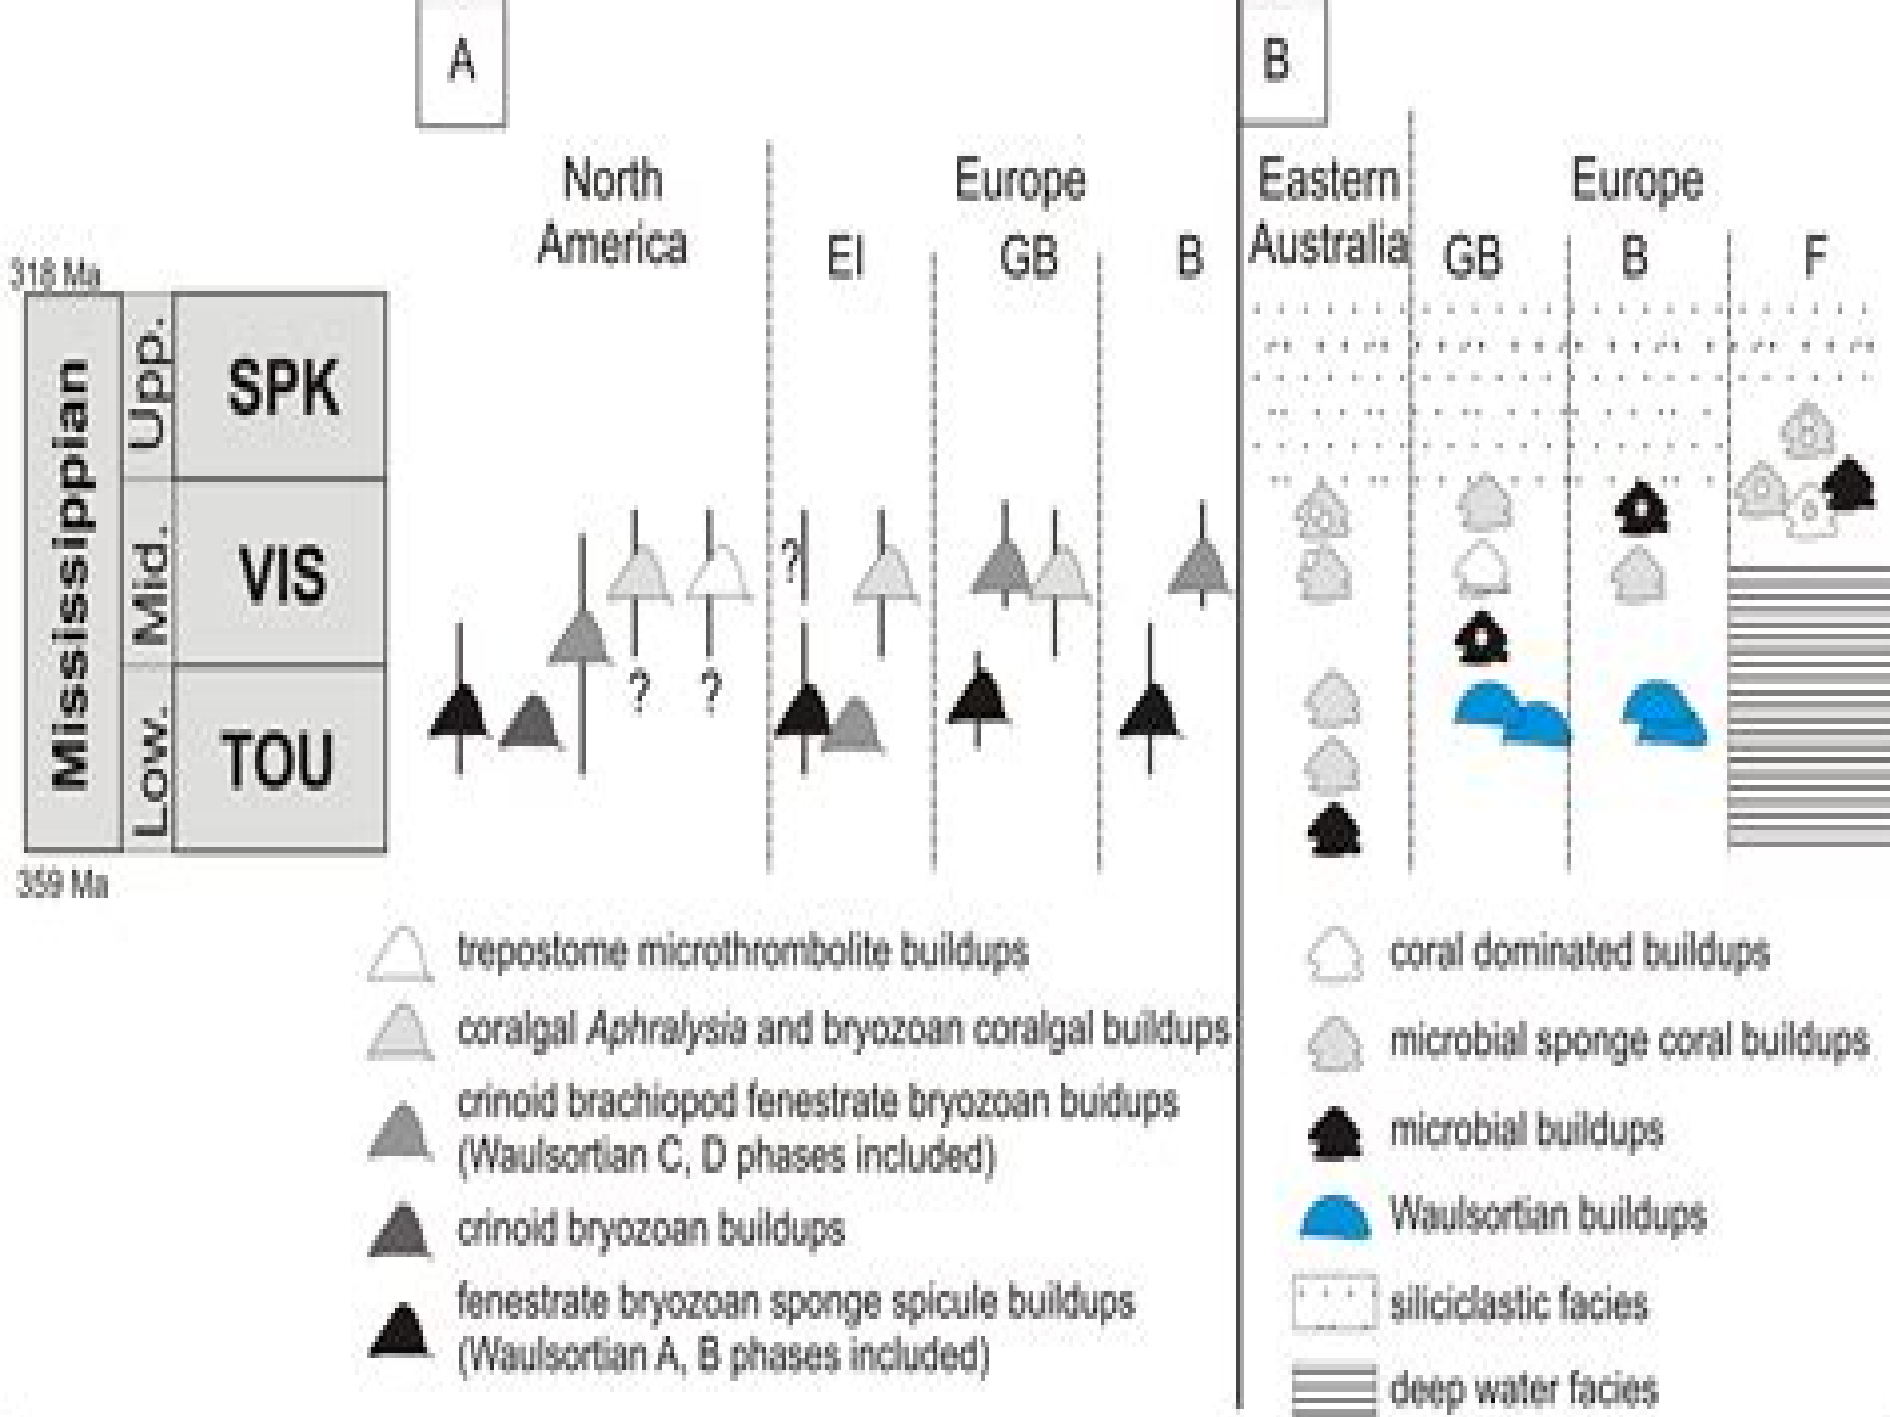 A
B
North
America
Europe
EI
GB
B
Eastern
Australia
Europe
GB
B
F
318 Ma
Mississippian
Upp.
Mid.
Low.
SPK
VIS
TOU
359 Ma
?
?
?
trepostome microthrombolite buildups
coralgal Aphralysia and bryozoan coralgal buildups
crinoid brachiopod fenestrate bryozoan buidups
(Waulsortian C, D phases included)
crinoid bryozoan buildups
fenestrate bryozoan sponge spicule buildups
(Waulsortian A, B phases included)
coral dominated buildups
microbial sponge coral buildups
microbial buildups
Waulsortian buildups
siliciclastic facies
deep water facies